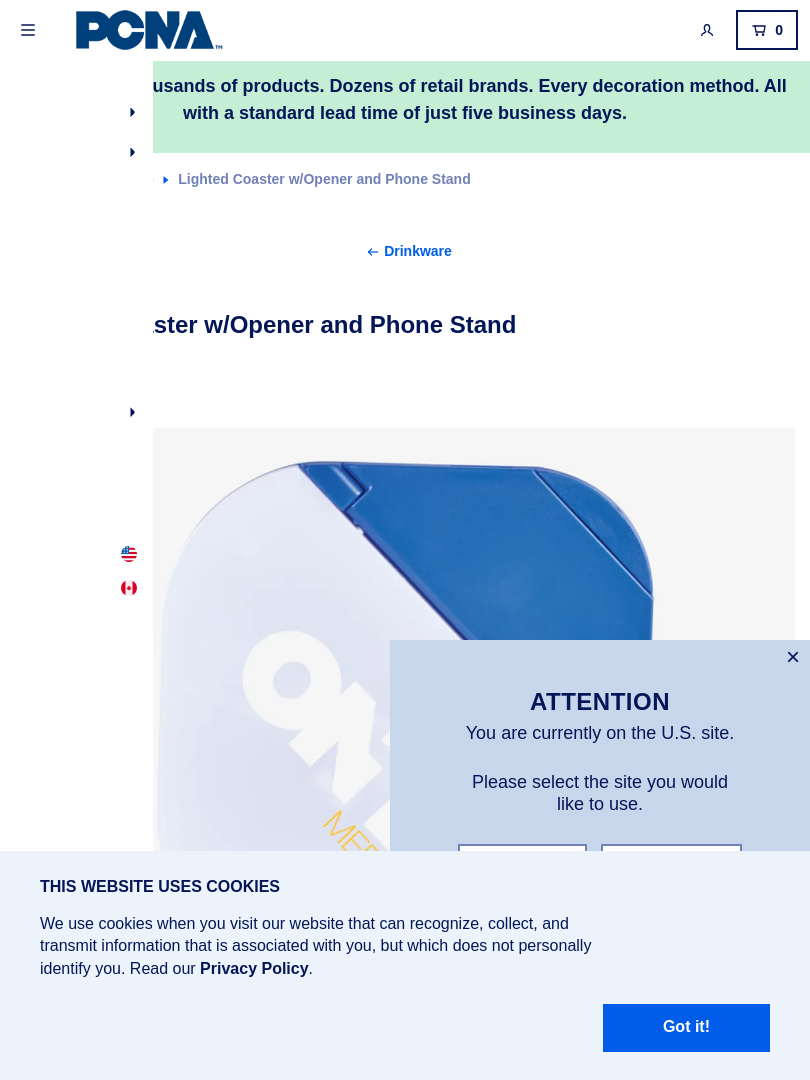 PCNA™
0
usands of products. Dozens of retail brands. Every decoration method. All
with a standard lead time of just five business days.
Lighted Coaster w/Opener and Phone Stand
← Drinkware
aster w/Opener and Phone Stand
×
ATTENTION
You are currently on the U.S. site.
Please select the site you would
like to use.
THIS WEBSITE USES COOKIES
We use cookies when you visit our website that can recognize, collect, and
transmit information that is associated with you, but which does not personally
identify you. Read our Privacy Policy.
Got it!